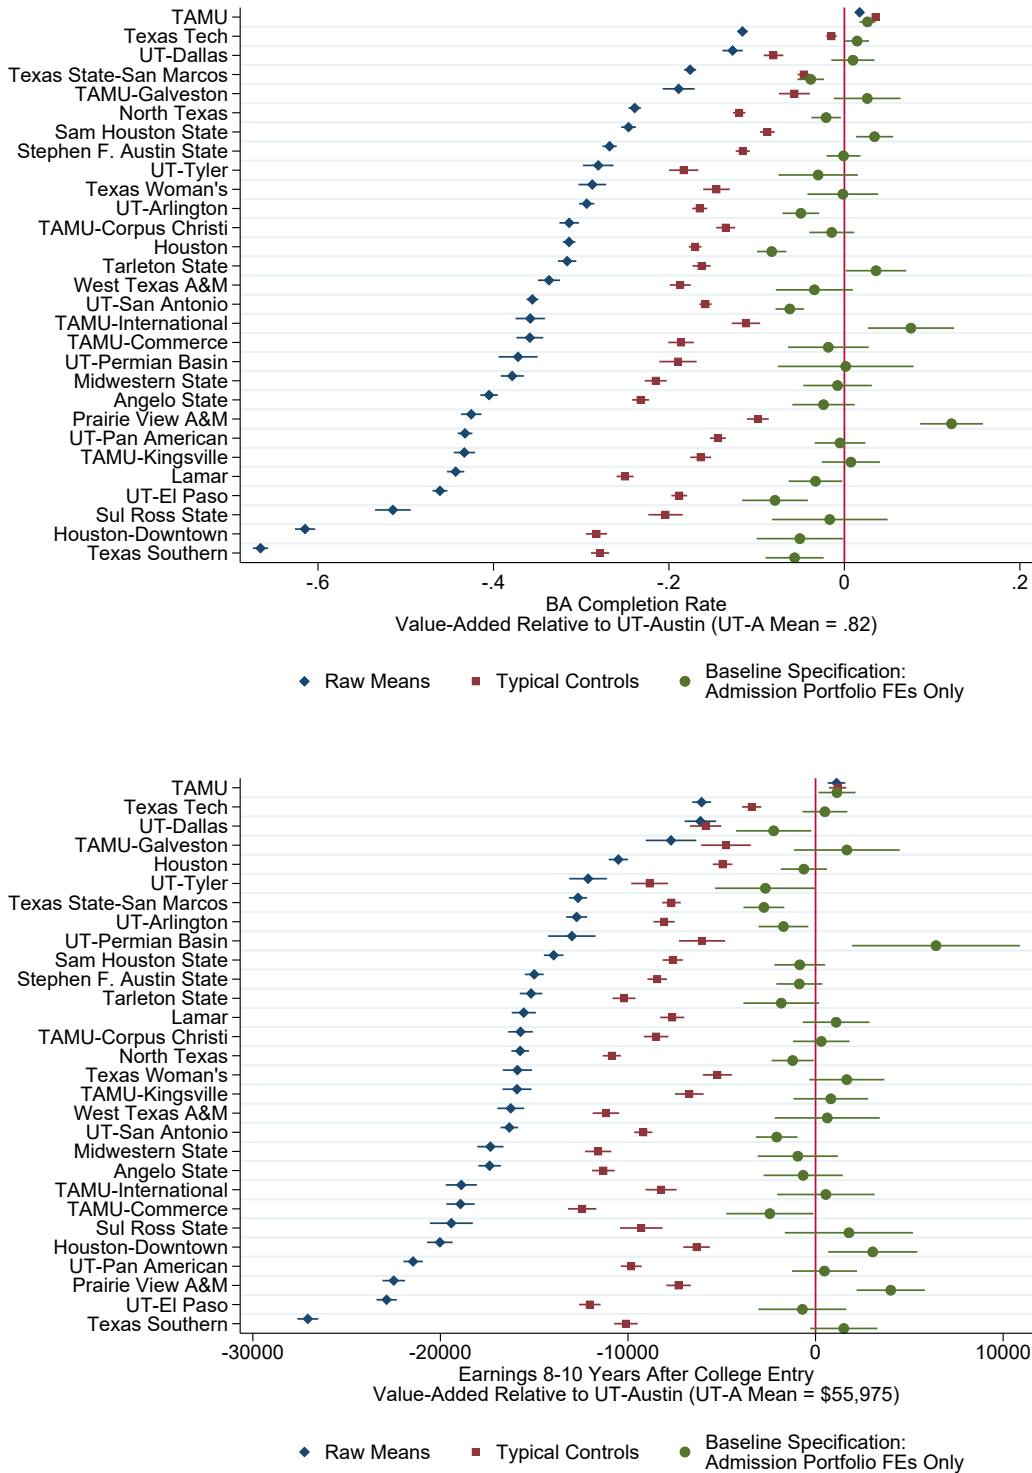 TAMU
Texas Tech
UT-Dallas
Texas State-San Marcos
TAMU-Galveston
North Texas
Sam Houston State
Stephen F. Austin State
UT-Tyler
Texas Woman's
UT-Arlington
TAMU-Corpus Christi
Houston
Tarleton State
West Texas A&M
UT-San Antonio
TAMU-International
TAMU-Commerce
UT-Permian Basin
Midwestern State
Angelo State
Prairie View A&M
UT-Pan American
TAMU-Kingsville
Lamar
UT-El Paso
Sul Ross State
Houston-Downtown
Texas Southern
-.6 -.4 -.2 0 .2
BA Completion Rate
Value-Added Relative to UT-Austin (UT-A Mean = .82)
Raw Means Typical Controls Baseline Specification:
Admission Portfolio FEs Only
TAMU
Texas Tech
UT-Dallas
TAMU-Galveston
Houston
UT-Tyler
Texas State-San Marcos
UT-Arlington
UT-Permian Basin
Sam Houston State
Stephen F. Austin State
Tarleton State
Lamar
TAMU-Corpus Christi
North Texas
Texas Woman's
TAMU-Kingsville
West Texas A&M
UT-San Antonio
Midwestern State
Angelo State
TAMU-International
TAMU-Commerce
Sul Ross State
Houston-Downtown
UT-Pan American
Prairie View A&M
UT-El Paso
Texas Southern
-30000 -20000 -10000 0 10000
Earnings 8-10 Years After College Entry
Value-Added Relative to UT-Austin (UT-A Mean = $55,975)
Raw Means Typical Controls Baseline Specification:
Admission Portfolio FEs Only